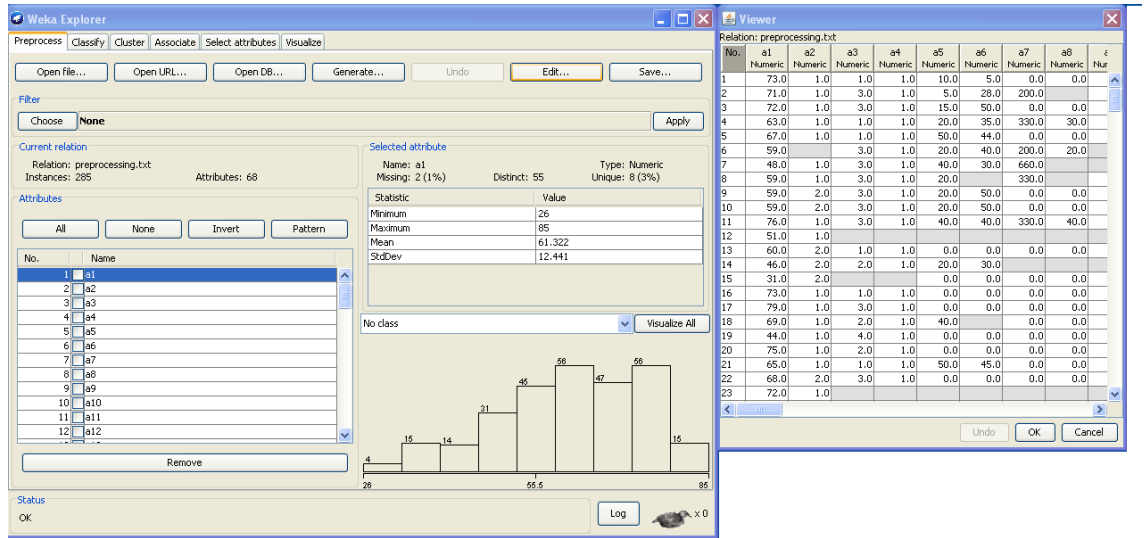 Weka Explorer
Preprocess Classify Cluster Associate Select attributes Visualize
Open file... Open URL... Open DB... Generate... Undo Edit... Save...
Filter
Choose None Apply
Current relation
Relation: preprocessing.txt
Instances: 285 Attributes: 68
Attributes
All None Invert Pattern
No. Name
1 a1
2 a2
3 a3
4 a4
5 a5
6 a6
7 a7
8 a8
9 a9
10 a10
11 a11
12 a12
Remove
Selected attribute
Name: a1 Type: Numeric
Missing: 2 (1%) Distinct: 55 Unique: 8 (3%)
Statistic Value
Minimum 26
Maximum 85
Mean 61.322
StdDev 12.441
No class Visualize All
4 15 14 31 45 56 47 56 15
26 55.5 85
Status
OK
Log x 0
Viewer
Relation: preprocessing.txt
No. a1 a2 a3 a4 a5 a6 a7 a8
Numeric Numeric Numeric Numeric Numeric Numeric Numeric Numeric Nur
1 73.0 1.0 1.0 1.0 10.0 5.0 0.0 0.0
2 71.0 1.0 3.0 1.0 5.0 28.0 200.0
3 72.0 1.0 3.0 1.0 15.0 50.0 0.0 0.0
4 63.0 1.0 1.0 1.0 20.0 35.0 330.0 30.0
5 67.0 1.0 1.0 1.0 50.0 44.0 0.0 0.0
6 59.0 3.0 1.0 20.0 40.0 200.0 20.0
7 48.0 1.0 3.0 1.0 40.0 30.0 660.0
8 59.0 1.0 3.0 1.0 20.0 330.0
9 59.0 2.0 3.0 1.0 20.0 50.0 0.0 0.0
10 59.0 2.0 3.0 1.0 20.0 50.0 0.0 0.0
11 76.0 1.0 3.0 1.0 40.0 40.0 330.0 40.0
12 51.0 1.0
13 60.0 2.0 1.0 1.0 0.0 0.0 0.0 0.0
14 46.0 2.0 2.0 1.0 20.0 30.0
15 31.0 2.0 0.0 0.0 0.0 0.0
16 73.0 1.0 1.0 1.0 0.0 0.0 0.0 0.0
17 79.0 1.0 3.0 1.0 0.0 0.0 0.0 0.0
18 69.0 1.0 2.0 1.0 40.0 0.0 0.0
19 44.0 1.0 4.0 1.0 0.0 0.0 0.0 0.0
20 75.0 1.0 2.0 1.0 0.0 0.0 0.0 0.0
21 65.0 1.0 1.0 1.0 50.0 45.0 0.0 0.0
22 68.0 2.0 3.0 1.0 0.0 0.0 0.0 0.0
23 72.0 1.0
Undo OK Cancel